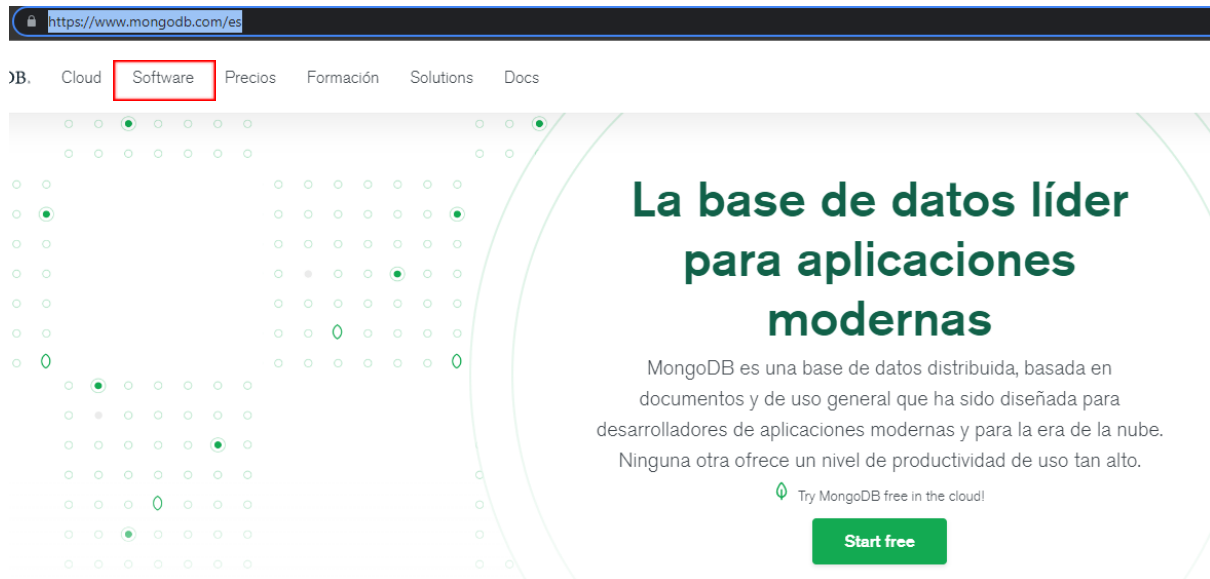 https://www.mongodb.com/es
DB. Cloud Software Precios Formación Solutions Docs
La base de datos líder
para aplicaciones
modernas
MongoDB es una base de datos distribuida, basada en
documentos y de uso general que ha sido diseñada para
desarrolladores de aplicaciones modernas y para la era de la nube.
Ninguna otra ofrece un nivel de productividad de uso tan alto.
Try MongoDB free in the cloud!
Start free